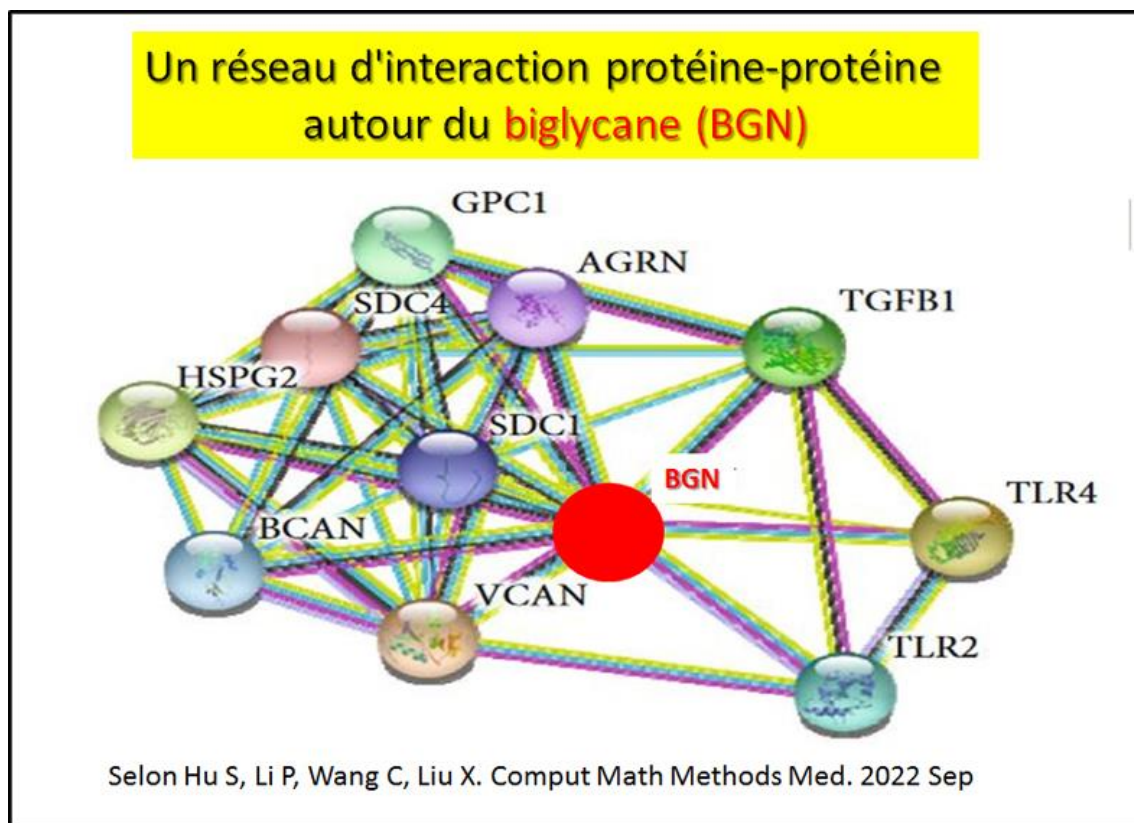 Un réseau d'interaction protéine-protéine
autour du biglycane (BGN)
GPC1
AGRN
SDC4
TGFB1
HSPG2
SDC1
BGN
TLR4
BCAN
VCAN
TLR2
Selon Hu S, Li P, Wang C, Liu X. Comput Math Methods Med. 2022 Sep